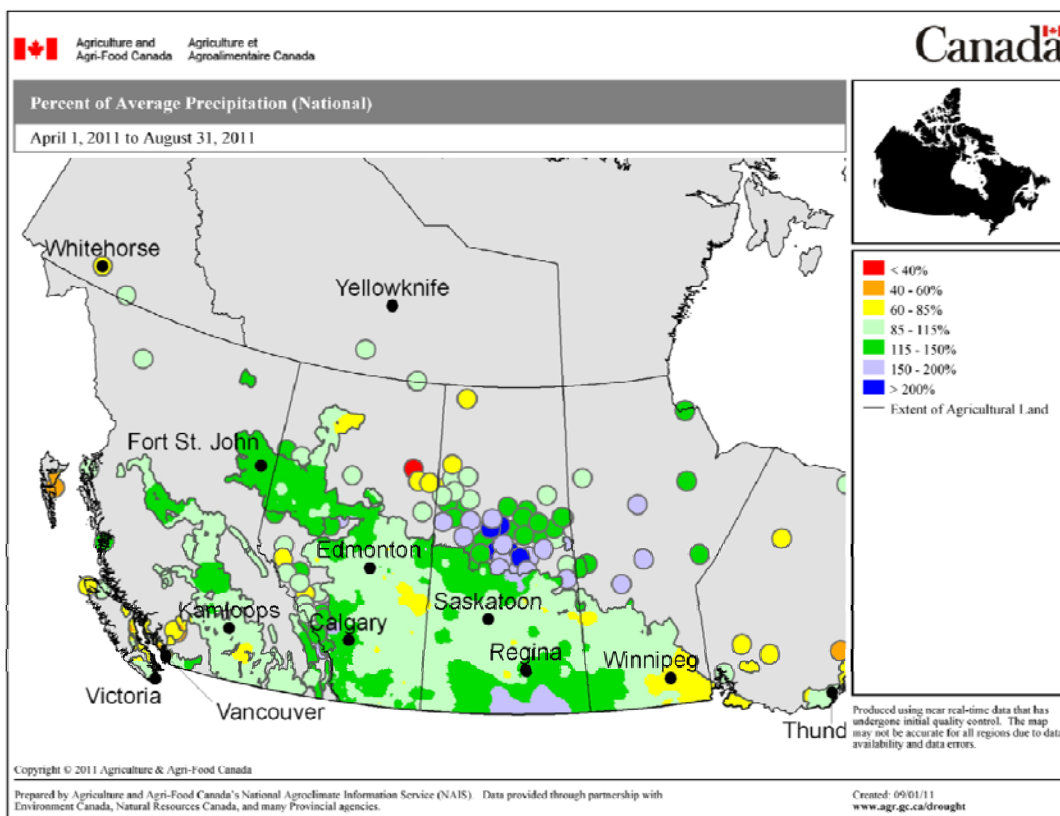 Agriculture and Agriculture et
Agri-Food Canada Agroalimentaire Canada
Canada
Percent of Average Precipitation (National)
April 1, 2011 to August 31, 2011
Whitehorse
Yellowknife
Fort St. John
Edmonton
Saskatoon
Kamloops
Calgary
Regina
Winnipeg
Victoria
Vancouver
Thund
< 40%
40 - 60%
60 - 85%
85 - 115%
115 - 150%
150 - 200%
> 200%
Extent of Agricultural Land
Produced using near real-time data that has
undergone initial quality control. The map
may not be accurate for all regions due to data
availability and data errors.
Copyright © 2011 Agriculture & Agri-Food Canada
Prepared by Agriculture and Agri-Food Canada's National Agroclimate Information Service (NAIS). Data provided through partnership with
Environment Canada, Natural Resources Canada, and many Provincial agencies.
Created: 09/01/11
www.agr.gc.ca/drought